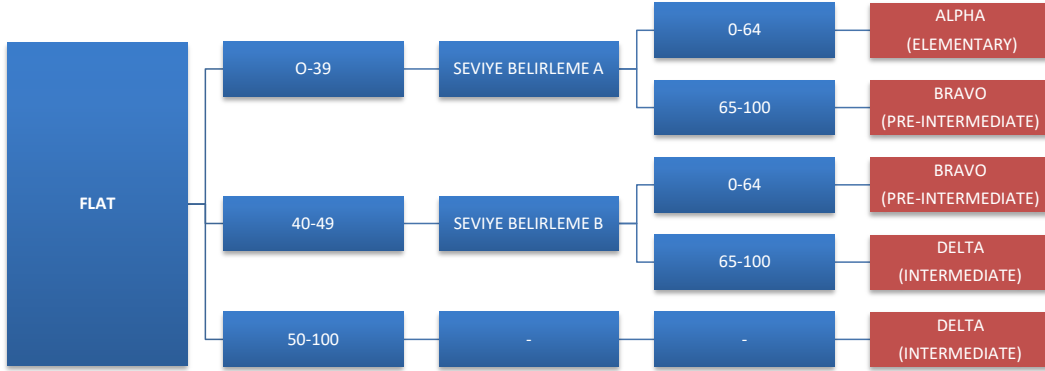 FLAT
O-39
SEVIYE BELIRLEME A
0-64
ALPHA
(ELEMENTARY)
65-100
BRAVO
(PRE-INTERMEDIATE)
40-49
SEVIYE BELIRLEME B
0-64
BRAVO
(PRE-INTERMEDIATE)
65-100
DELTA
(INTERMEDIATE)
50-100
-
-
DELTA
(INTERMEDIATE)